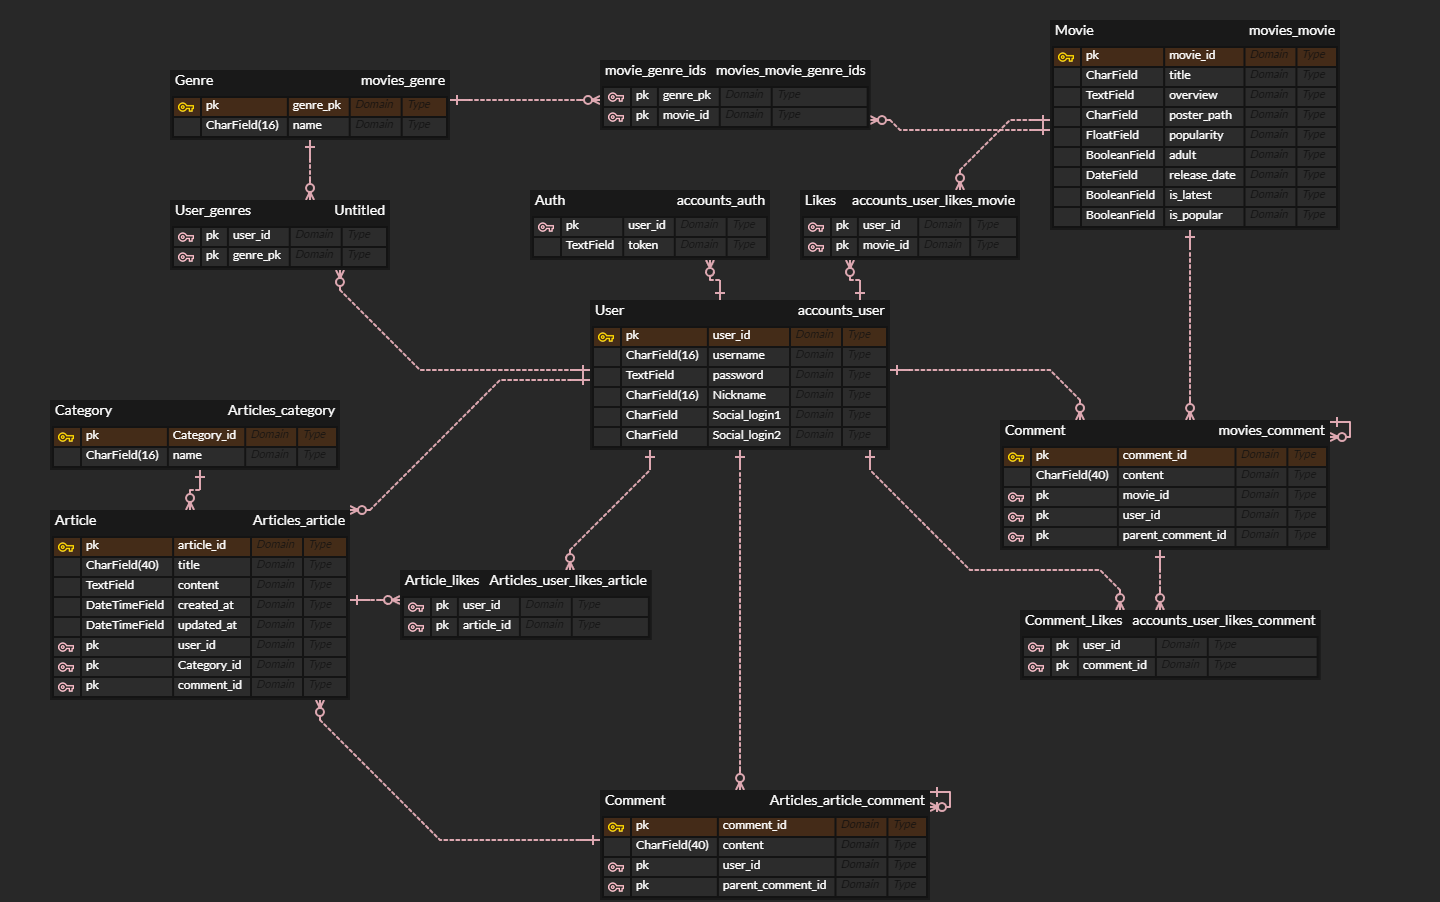 Movie movies_movie
pk movie_id Domain Type
CharField title Domain Type
TextField overview Domain Type
CharField poster_path Domain Type
FloatField popularity Domain Type
BooleanField adult Domain Type
DateField release_date Domain Type
BooleanField is_latest Domain Type
BooleanField is_popular Domain Type
Genre movies_genre
pk genre_pk Domain Type
CharField(16) name Domain Type
movie_genre_ids movies_movie_genre_ids
pk genre_pk Domain Type
pk movie_id Domain Type
User_genres Untitled
pk user_id Domain Type
pk genre_pk Domain Type
Auth accounts_auth
pk user_id Domain Type
TextField token Domain Type
Likes accounts_user_likes_movie
pk user_id Domain Type
pk movie_id Domain Type
User accounts_user
pk user_id Domain Type
CharField(16) username Domain Type
TextField password Domain Type
CharField(16) Nickname Domain Type
CharField Social_login1 Domain Type
CharField Social_login2 Domain Type
Category Articles_category
pk Category_id Domain Type
CharField(16) name Domain Type
Comment movies_comment
pk comment_id Domain Type
CharField(40) content Domain Type
pk movie_id Domain Type
pk user_id Domain Type
pk parent_comment_id Domain Type
Article Articles_article
pk article_id Domain Type
CharField(40) title Domain Type
TextField content Domain Type
DateTimeField created_at Domain Type
DateTimeField updated_at Domain Type
pk user_id Domain Type
pk Category_id Domain Type
pk comment_id Domain Type
Article_likes Articles_user_likes_article
pk user_id Domain Type
pk article_id Domain Type
Comment_Likes accounts_user_likes_comment
pk user_id Domain Type
pk comment_id Domain Type
Comment Articles_article_comment
pk comment_id Domain Type
CharField(40) content Domain Type
pk user_id Domain Type
pk parent_comment_id Domain Type